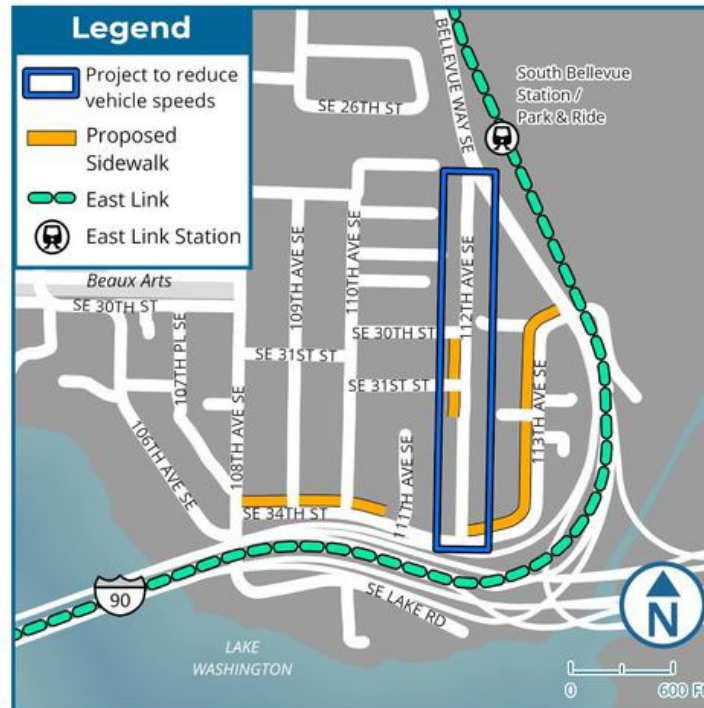 Legend
Project to reduce
vehicle speeds
Proposed
Sidewalk
East Link
East Link Station
BELLEVUE WAY SE
South Bellevue
Station /
Park & Ride
SE 26TH ST
Beaux Arts
SE 30TH ST
107TH PL SE
106TH AVE SE
108TH AVE SE
109TH AVE SE
110TH AVE SE
112TH AVE SE
SE 30TH ST
SE 31ST ST
SE 31ST ST
111TH AVE SE
113TH AVE SE
SE 34TH ST
SE LAKE RD
90
LAKE
WASHINGTON
N
0
600 F